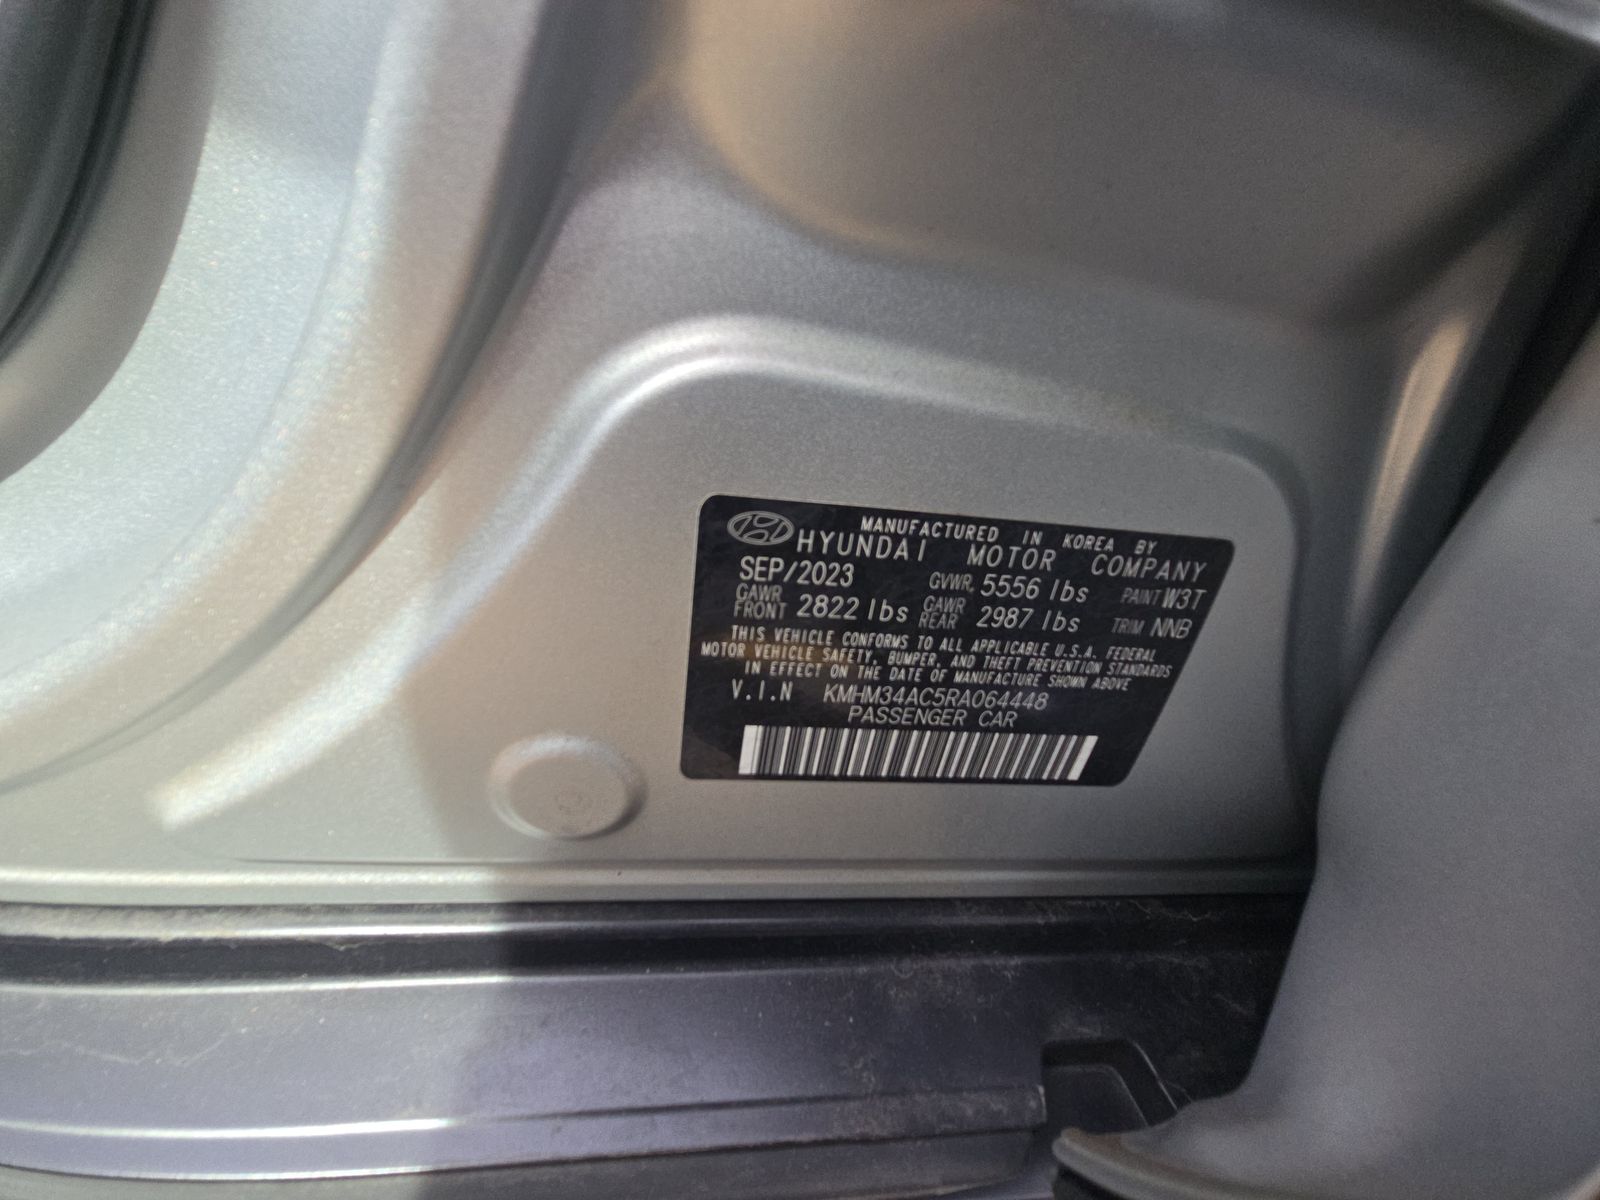 MANUFACTURED IN KOREA BY
HYUNDAI MOTOR COMPANY
SEP/2023 GVWR. 5556 lbs PAINT W3T
GAWR FRONT 2822 lbs GAWR REAR 2987 lbs TRIM NNB
THIS VEHICLE CONFORMS TO ALL APPLICABLE U.S.A. FEDERAL
MOTOR VEHICLE SAFETY, BUMPER, AND THEFT PREVENTION STANDARDS
IN EFFECT ON THE DATE OF MANUFACTURE SHOWN ABOVE
V.I.N KMHM34AC5RA064448
PASSENGER CAR